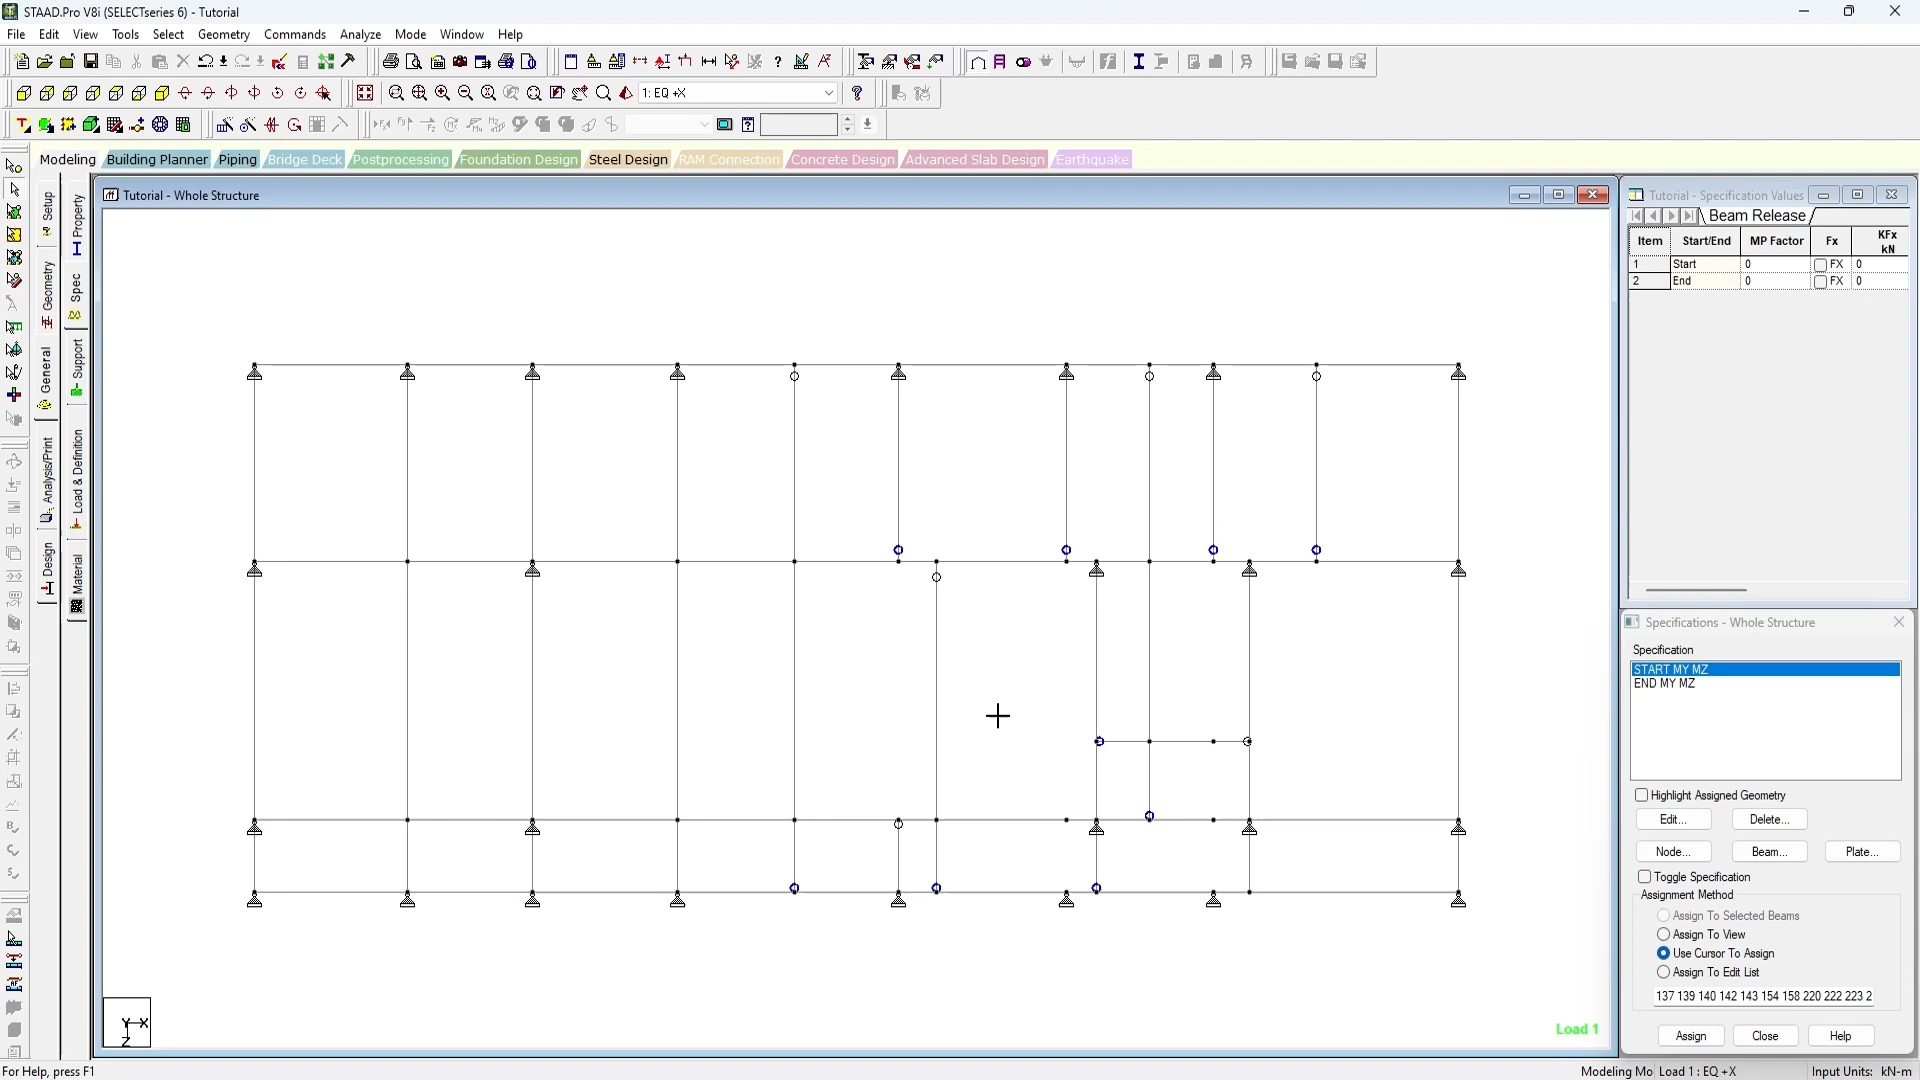 STAAD.Pro V8i (SELECTseries 6) - Tutorial
File Edit View Tools Select Geometry Commands Analyze Mode Window Help
1: EQ +X
Modeling Building Planner Piping Bridge Deck Postprocessing Foundation Design Steel Design RAM Connection Concrete Design Advanced Slab Design Earthquake
Setup
Geometry
General
Analysis/Print
Design
Property
Spec
Support
Load & Definition
Material
Tutorial - Whole Structure
Y X
Z
Load 1
Tutorial - Specification Values
Beam Release
Item Start/End MP Factor Fx KFx kN
1 Start 0 FX 0
2 End 0 FX 0
Specifications - Whole Structure
Specification
START MY MZ
END MY MZ
Highlight Assigned Geometry
Edit... Delete...
Node... Beam... Plate...
Toggle Specification
Assignment Method
Assign To Selected Beams
Assign To View
Use Cursor To Assign
Assign To Edit List
137 139 140 142 143 154 158 220 222 223 2
Assign Close Help
For Help, press F1
Modeling Mo Load 1 : EQ +X Input Units: kN-m